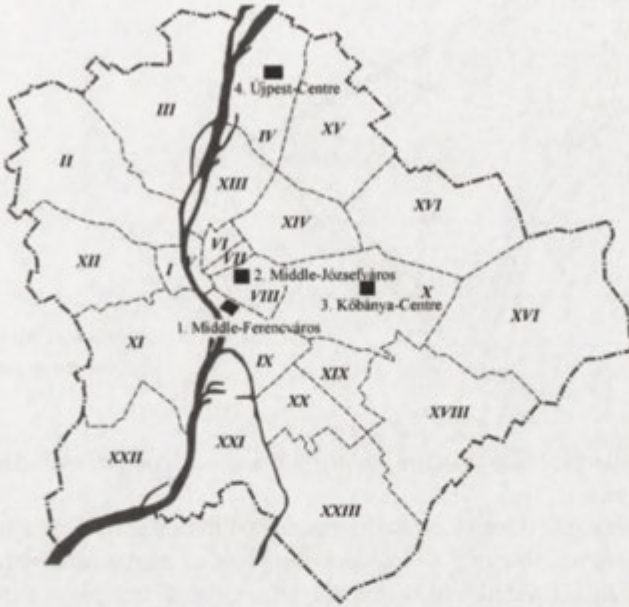 4. Újpest-Centre
III
IV
XV
II
XIII
XVI
XIV
VI
XII
VII
I
V
2. Middle-Józsefváros
VIII
X
3. Kőbánya-Centre
XVI
1. Middle-Ferencváros
XI
IX
XIX
XX
XVIII
XXII
XXI
XXIII